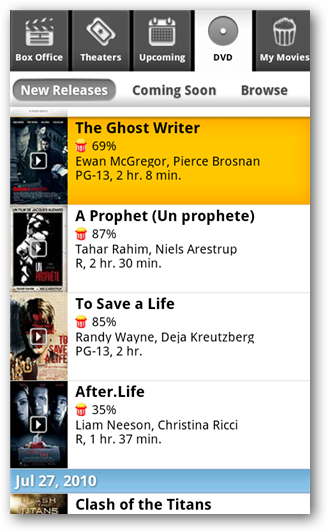 Box Office
Theaters
Upcoming
DVD
My Movies
New Releases
Coming Soon
Browse
The Ghost Writer
69%
Ewan McGregor, Pierce Brosnan
PG-13, 2 hr. 8 min.
A Prophet (Un prophete)
87%
Tahar Rahim, Niels Arestrup
R, 2 hr. 30 min.
To Save a Life
85%
Randy Wayne, Deja Kreutzberg
PG-13, 2 hr.
After.Life
35%
Liam Neeson, Christina Ricci
R, 1 hr. 37 min.
Jul 27, 2010
Clash of the Titans